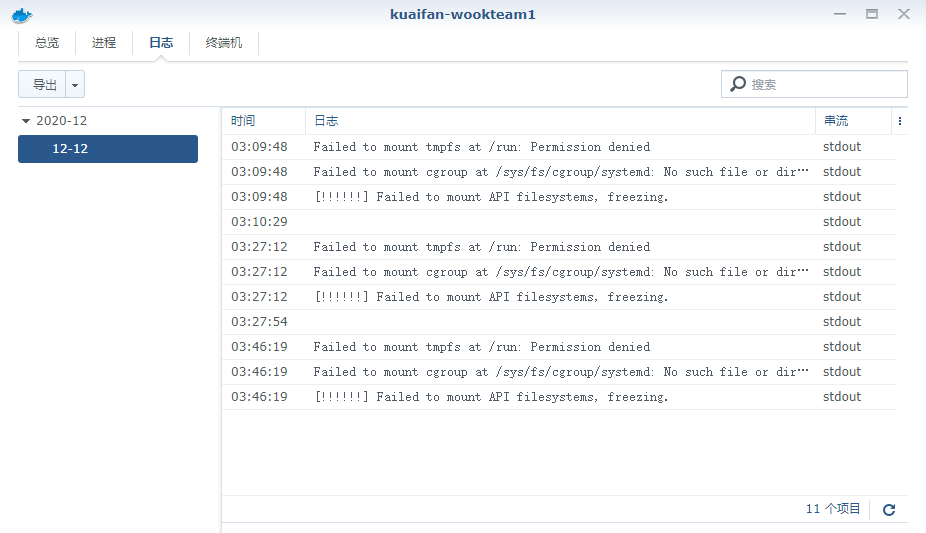 kuaifan-wookteam1
总览 进程 日志 终端机
导出 搜索
2020-12
12-12
时间 日志 串流
03:09:48 Failed to mount tmpfs at /run: Permission denied stdout
03:09:48 Failed to mount cgroup at /sys/fs/cgroup/systemd: No such file or dir… stdout
03:09:48 [!!!!!!] Failed to mount API filesystems, freezing. stdout
03:10:29 stdout
03:27:12 Failed to mount tmpfs at /run: Permission denied stdout
03:27:12 Failed to mount cgroup at /sys/fs/cgroup/systemd: No such file or dir… stdout
03:27:12 [!!!!!!] Failed to mount API filesystems, freezing. stdout
03:27:54 stdout
03:46:19 Failed to mount tmpfs at /run: Permission denied stdout
03:46:19 Failed to mount cgroup at /sys/fs/cgroup/systemd: No such file or dir… stdout
03:46:19 [!!!!!!] Failed to mount API filesystems, freezing. stdout
11 个项目